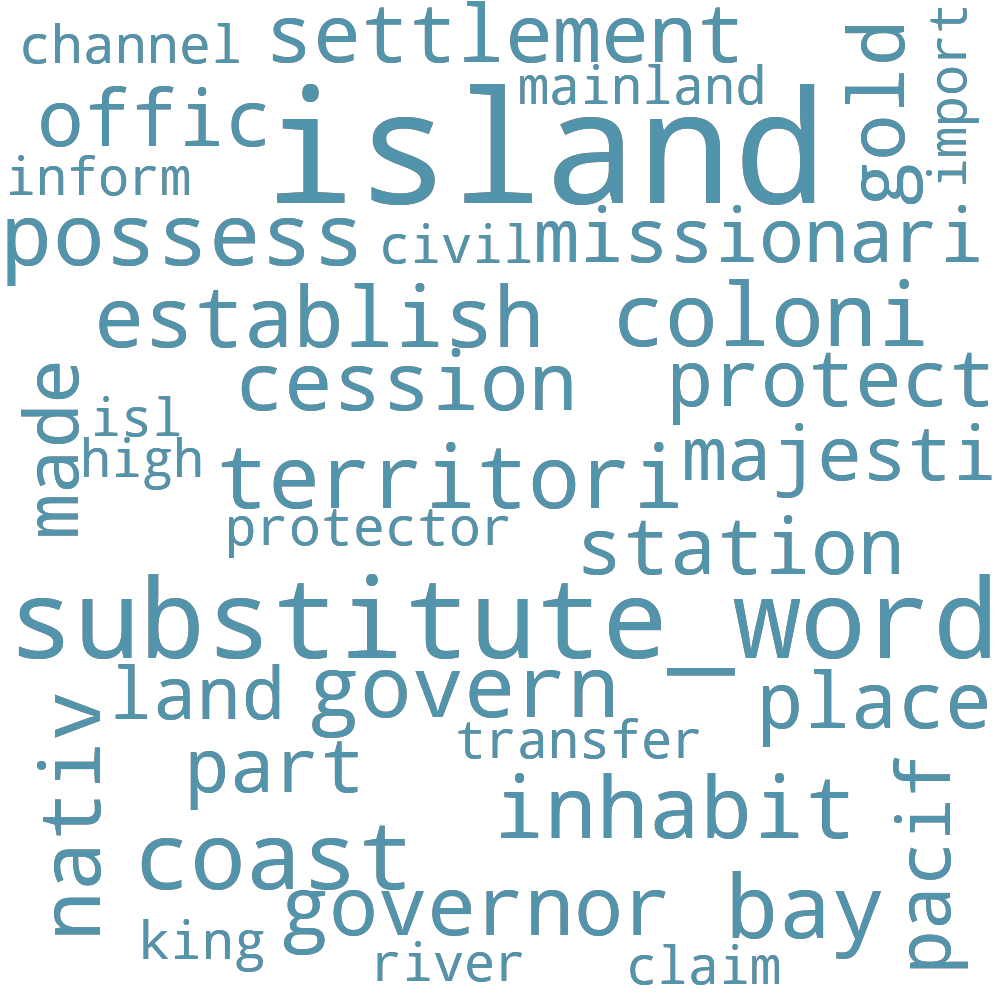 channel
settlement
import
gold
mainland
offic
island
inform
possess
civil
missionari
establish
coloni
cession
protect
made
isl
high
territori
majesti
protector
station
substitute_word
land
govern
place
nativ
transfer
part
inhabit
pacif
coast
governor
bay
king
river
claim